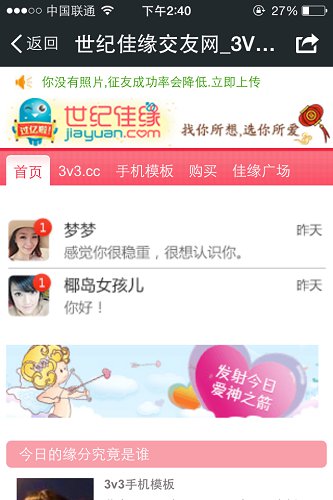 中国联通
下午2:40
27%
返回
世纪佳缘交友网_3V...
你没有照片,征友成功率会降低.立即上传
过亿啦!
世纪佳缘
jiayuan.com
我你所想,选你所爱
首页
3v3.cc
手机模板
购买
佳缘广场
1
梦梦
昨天
感觉你很稳重，很想认识你。
1
椰岛女孩儿
昨天
你好！
发射今日
爱神之箭
今日的缘分究竟是谁
3v3手机模板